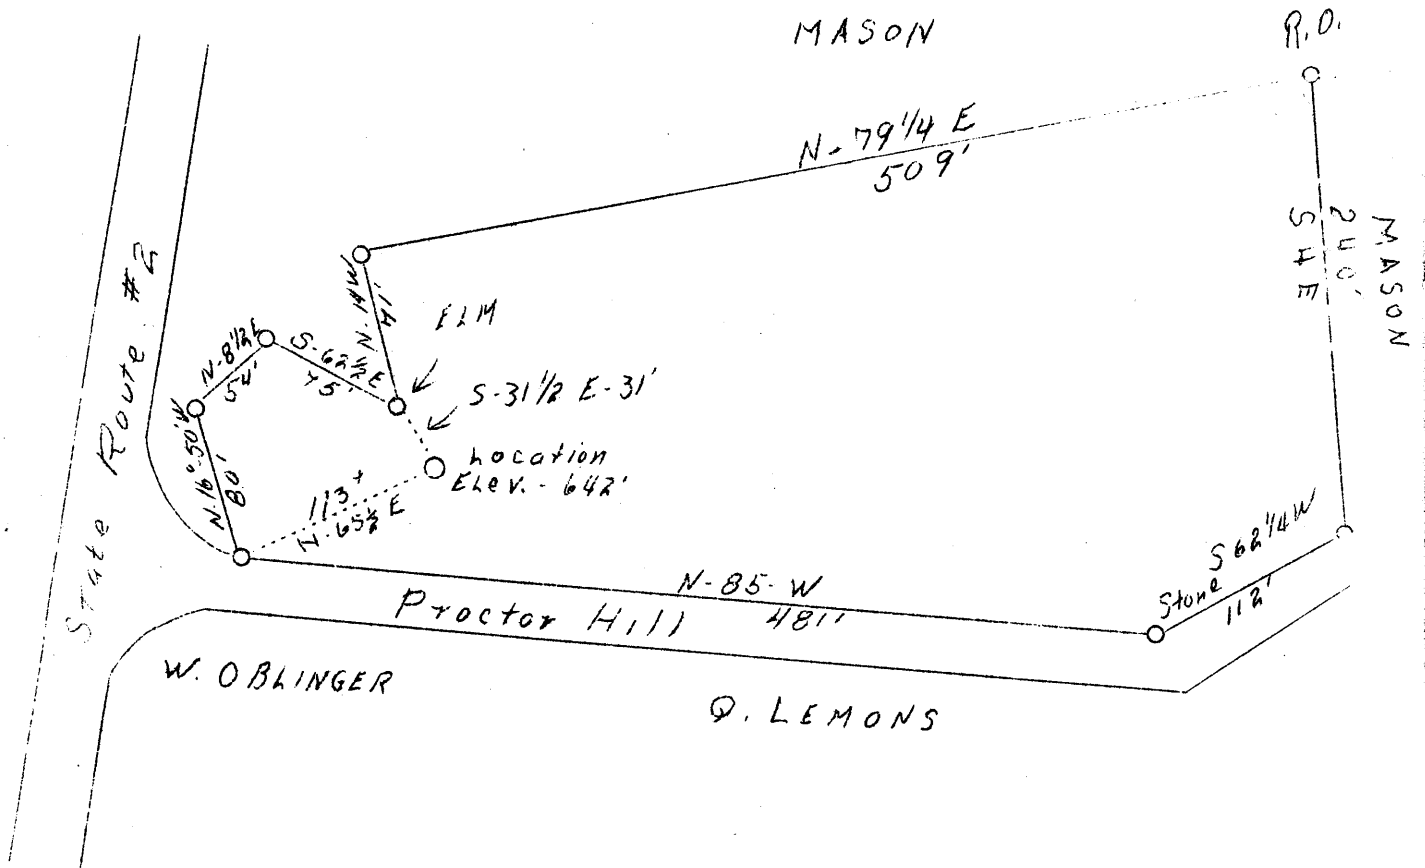 MASON
R.O.
N-79 1/4 E
509'
MASON
240'
S 4 E
State Route #2
N-14W
41'
ELM
N-8 1/2 E
54'
S-62 1/2 E
75'
S-31 1/2 E-31'
Location
Elev. - 642'
N-16°-50'W
80'
113+
N-65 1/2 E
S 62 1/4 W
Stone
112'
N-85-W
Proctor Hill
481'
W. OBLINGER
Q. LEMONS